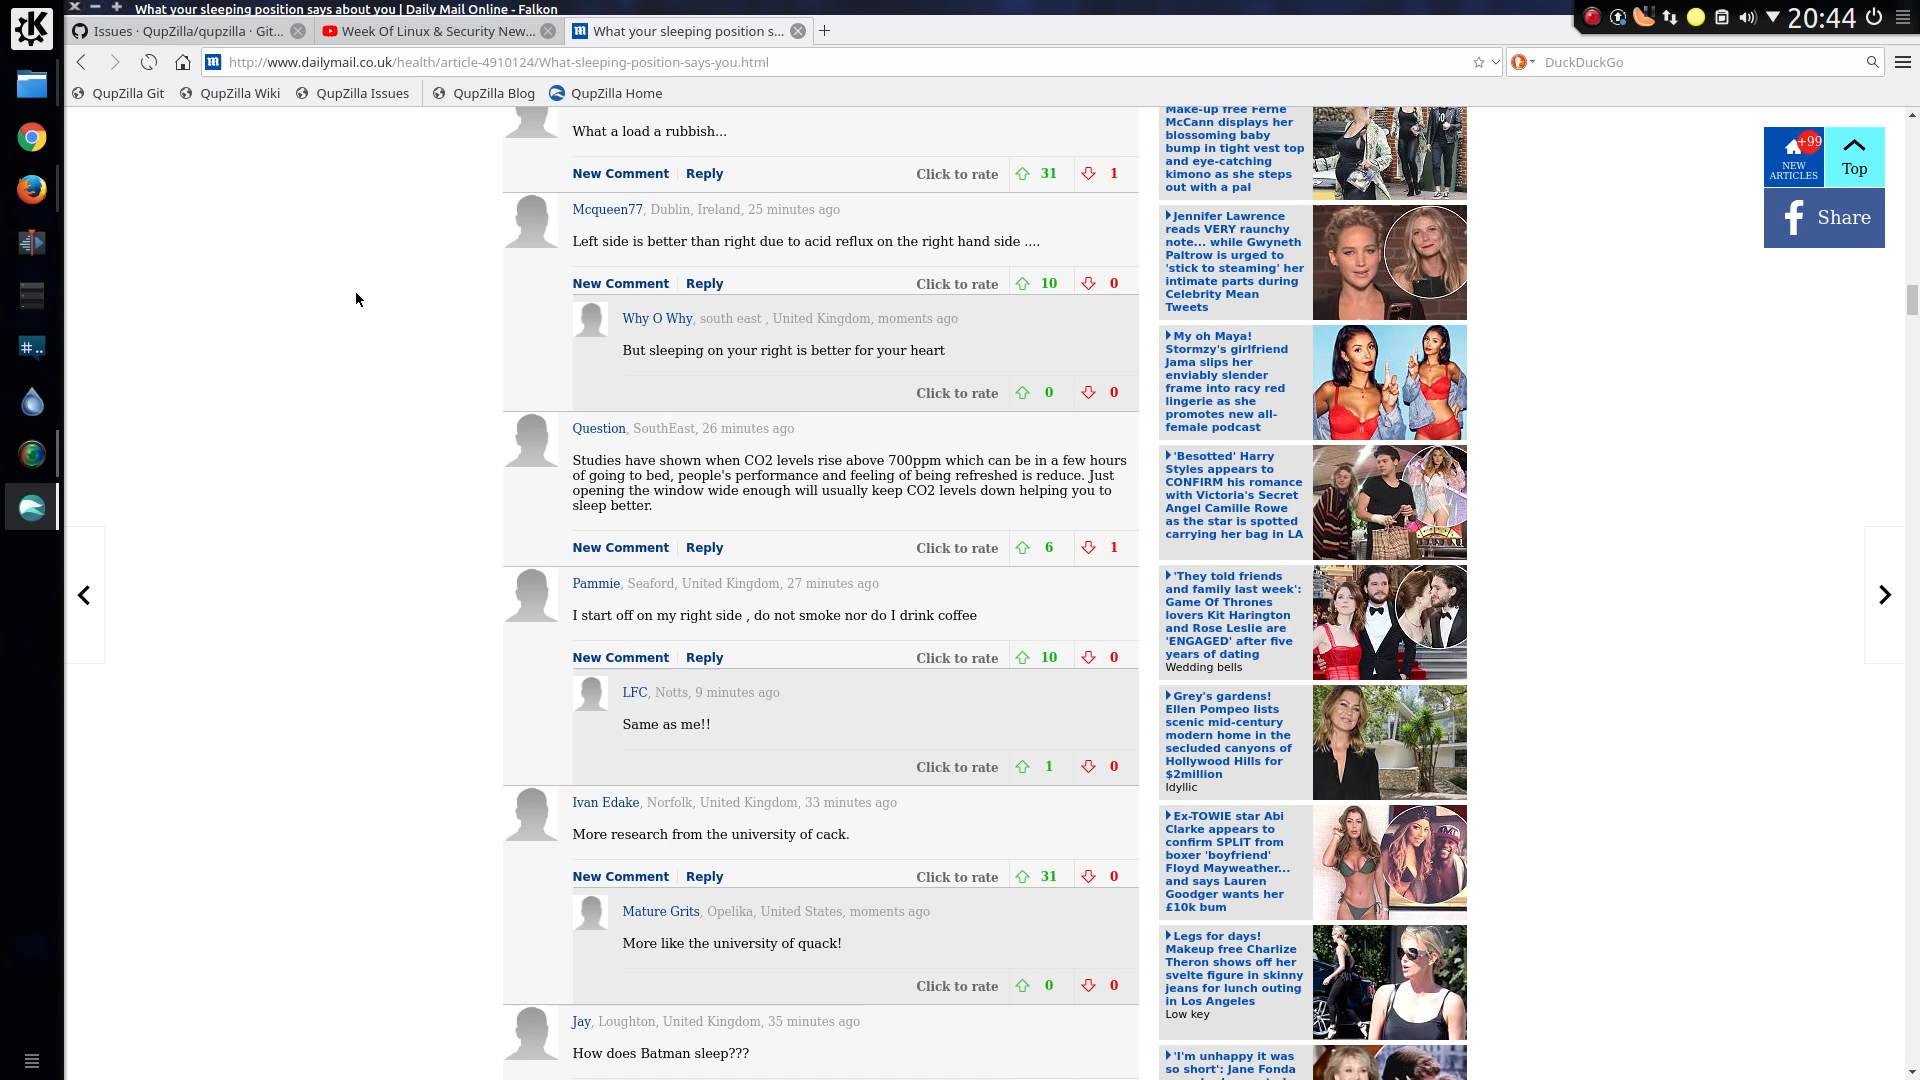 What your sleeping position says about you | Daily Mail Online - Falkon
20:44
Issues · QupZilla/qupzilla · Git...
Week Of Linux & Security New...
What your sleeping position s...
http://www.dailymail.co.uk/health/article-4910124/What-sleeping-position-says-you.html
DuckDuckGo
QupZilla Git
QupZilla Wiki
QupZilla Issues
QupZilla Blog
QupZilla Home
What a load a rubbish...
New Comment
Reply
Click to rate
31
1
Mcqueen77, Dublin, Ireland, 25 minutes ago
Left side is better than right due to acid reflux on the right hand side ....
New Comment
Reply
Click to rate
10
0
Why O Why, south east , United Kingdom, moments ago
But sleeping on your right is better for your heart
Click to rate
0
0
Question, SouthEast, 26 minutes ago
Studies have shown when CO2 levels rise above 700ppm which can be in a few hours
of going to bed, people's performance and feeling of being refreshed is reduce. Just
opening the window wide enough will usually keep CO2 levels down helping you to
sleep better.
New Comment
Reply
Click to rate
6
1
Pammie, Seaford, United Kingdom, 27 minutes ago
I start off on my right side , do not smoke nor do I drink coffee
New Comment
Reply
Click to rate
10
0
LFC, Notts, 9 minutes ago
Same as me!!
Click to rate
1
0
Ivan Edake, Norfolk, United Kingdom, 33 minutes ago
More research from the university of cack.
New Comment
Reply
Click to rate
31
0
Mature Grits, Opelika, United States, moments ago
More like the university of quack!
Click to rate
0
0
Jay, Loughton, United Kingdom, 35 minutes ago
How does Batman sleep???
Make-up free Ferne
McCann displays her
blossoming baby
bump in tight vest top
and eye-catching
kimono as she steps
out with a pal
Jennifer Lawrence
reads VERY raunchy
note... while Gwyneth
Paltrow is urged to
'stick to steaming' her
intimate parts during
Celebrity Mean
Tweets
My oh Maya!
Stormzy's girlfriend
Jama slips her
enviably slender
frame into racy red
lingerie as she
promotes new all-
female podcast
'Besotted' Harry
Styles appears to
CONFIRM his romance
with Victoria's Secret
Angel Camille Rowe
as the star is spotted
carrying her bag in LA
'They told friends
and family last week':
Game Of Thrones
lovers Kit Harington
and Rose Leslie are
'ENGAGED' after five
years of dating
Wedding bells
Grey's gardens!
Ellen Pompeo lists
scenic mid-century
modern home in the
secluded canyons of
Hollywood Hills for
$2million
Idyllic
Ex-TOWIE star Abi
Clarke appears to
confirm SPLIT from
boxer 'boyfriend'
Floyd Mayweather...
and says Lauren
Goodger wants her
£10k bum
Legs for days!
Makeup free Charlize
Theron shows off her
svelte figure in skinny
jeans for lunch outing
in Los Angeles
Low key
'I'm unhappy it was
so short': Jane Fonda
+99
NEW
ARTICLES
Top
Share